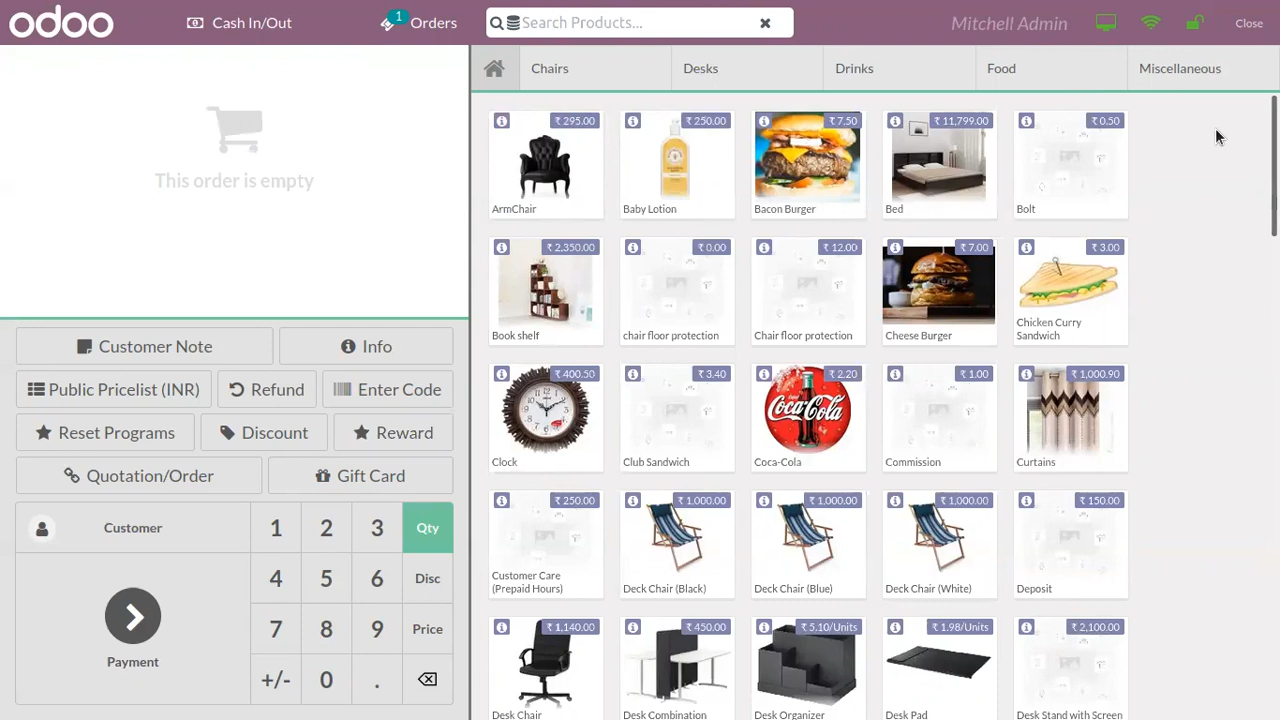 odoo
Cash In/Out
1
Orders
Search Products...
Mitchell Admin
Close
This order is empty
Customer Note
Info
Public Pricelist (INR)
Refund
Enter Code
Reset Programs
Discount
Reward
Quotation/Order
Gift Card
Customer
1 2 3 Qty
4 5 6 Disc
7 8 9 Price
+/- 0 .
Payment
Chairs
Desks
Drinks
Food
Miscellaneous
₹ 295.00
ArmChair
₹ 250.00
Baby Lotion
₹ 7.50
Bacon Burger
₹ 11,799.00
Bed
₹ 0.50
Bolt
₹ 2,350.00
Book shelf
₹ 0.00
chair floor protection
₹ 12.00
Chair floor protection
₹ 7.00
Cheese Burger
₹ 3.00
Chicken Curry
Sandwich
₹ 400.50
Clock
₹ 3.40
Club Sandwich
₹ 2.20
Coca-Cola
Coca-Cola
₹ 1.00
Commission
₹ 1,000.90
Curtains
₹ 250.00
Customer Care
(Prepaid Hours)
₹ 1,000.00
Deck Chair (Black)
₹ 1,000.00
Deck Chair (Blue)
₹ 1,000.00
Deck Chair (White)
₹ 150.00
Deposit
₹ 1,140.00
Desk Chair
₹ 450.00
Desk Combination
₹ 5.10/Units
Desk Organizer
₹ 1.98/Units
Desk Pad
₹ 2,100.00
Desk Stand with Screen